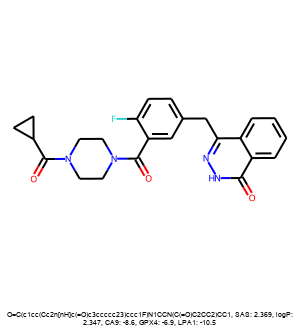 F
N N N
O O NH
O
O=C(c1cc(Cc2n[nH]c(=O)c3ccccc23)ccc1F)N1CCN(C(=O)C2CC2)CC1, SAS: 2.369, logP:
2.347, CA9: -8.6, GPX4: -6.9, LPA1: -10.5